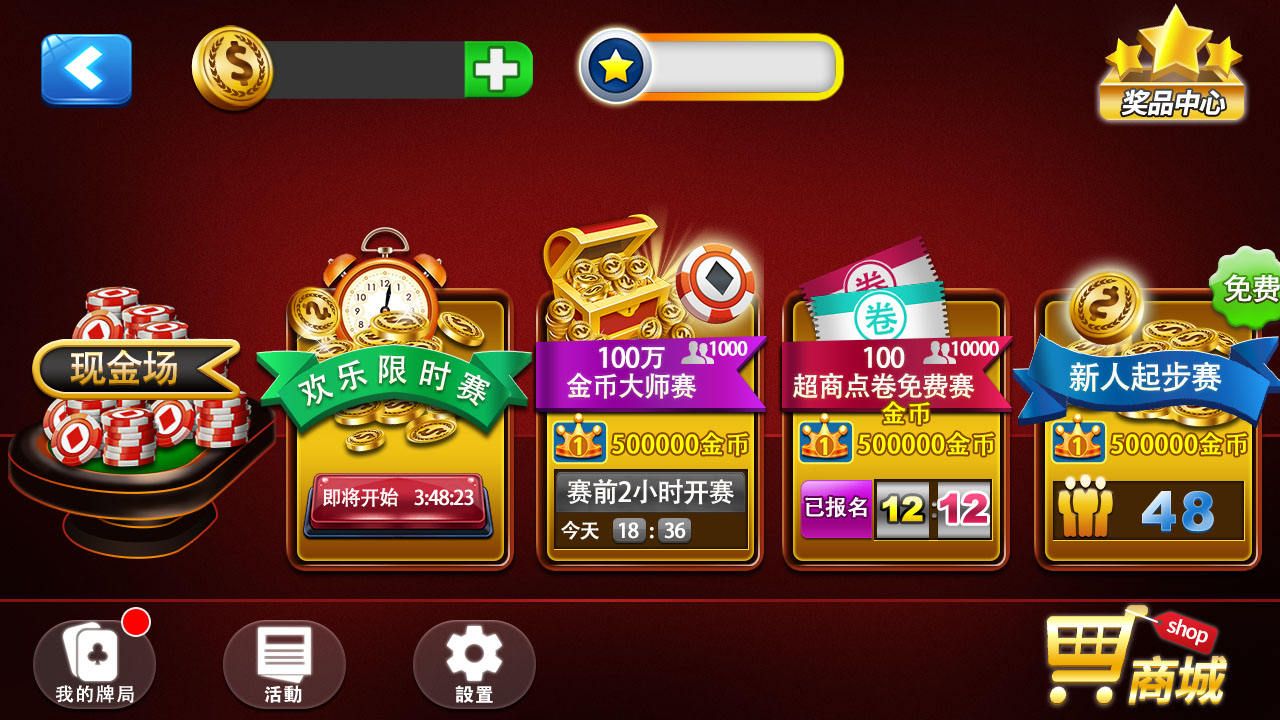 奖品中心
现金场
欢乐限时赛
即将开始 3:48:23
100万 1000
金币大师赛
1 500000金币
赛前2小时开赛
今天 18:36
卷
卷
100 10000
超商点卷免费赛
金币
1 500000金币
已报名 12:12
免费
新人起步赛
1 500000金币
48
我的牌局
活動
設置
shop
商城